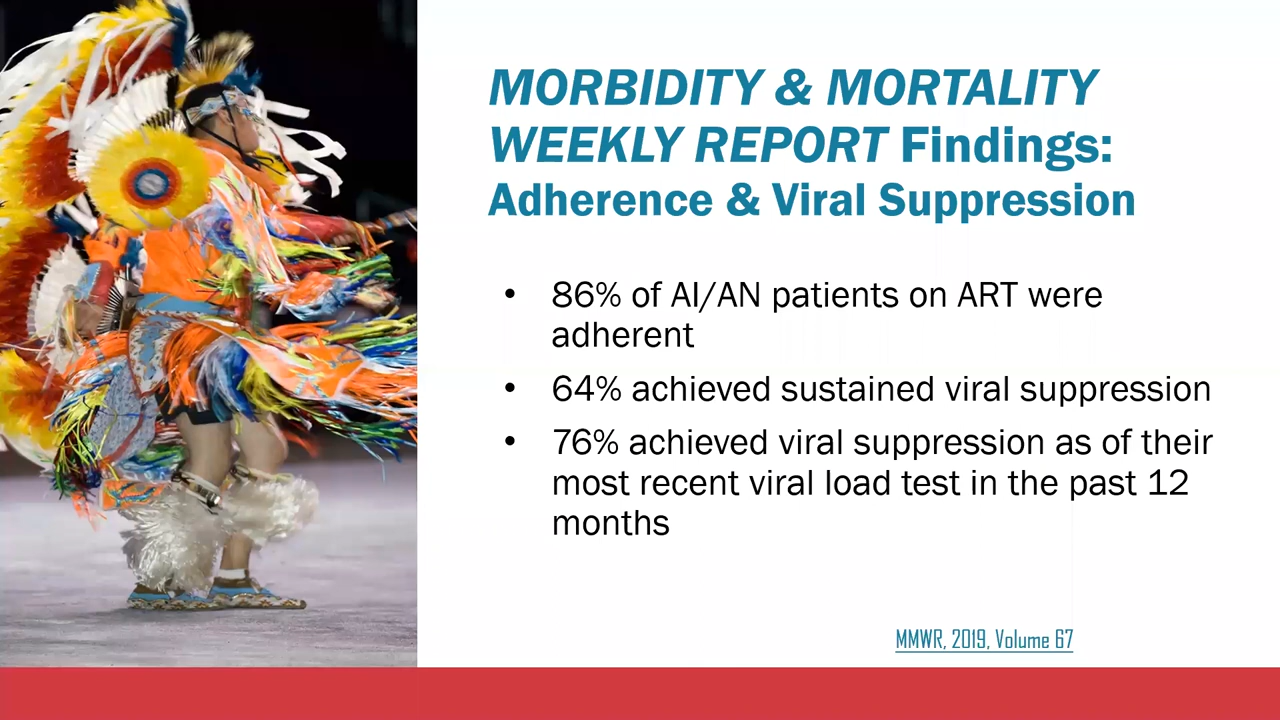 MORBIDITY & MORTALITY
WEEKLY REPORT Findings:
Adherence & Viral Suppression
• 86% of AI/AN patients on ART were
adherent
• 64% achieved sustained viral suppression
• 76% achieved viral suppression as of their
most recent viral load test in the past 12
months
MMWR, 2019, Volume 67